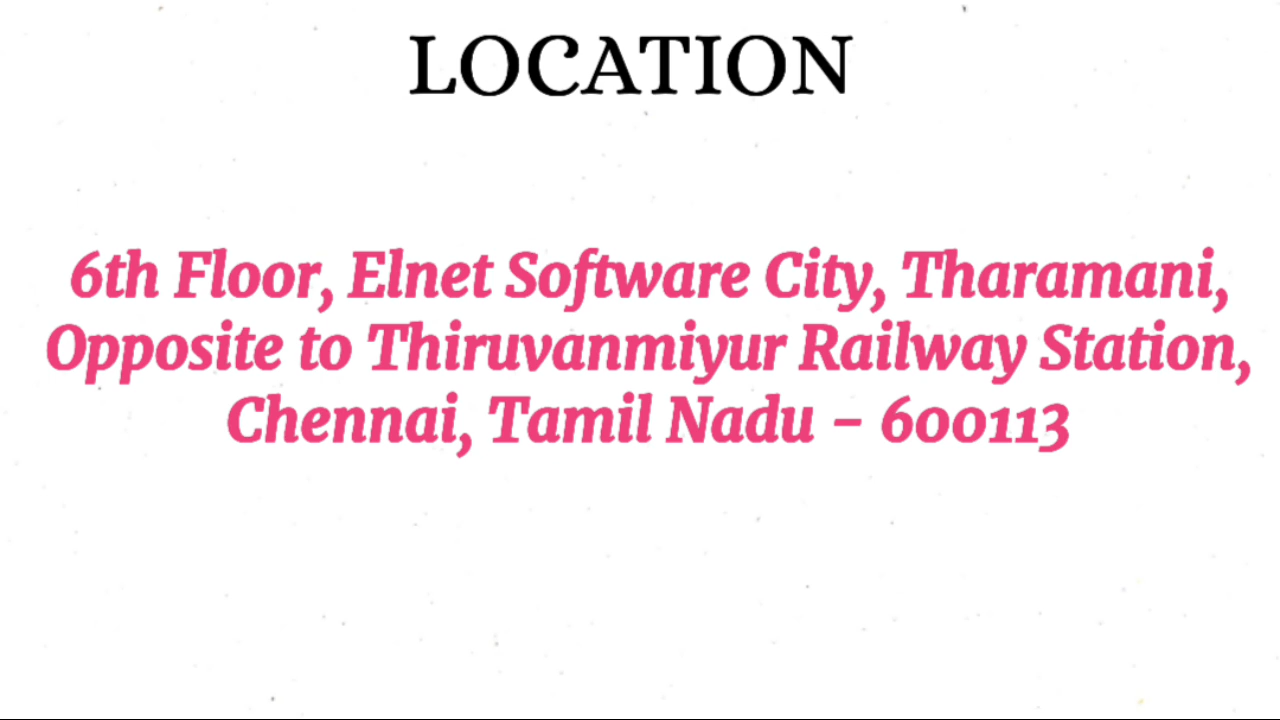 LOCATION
6th Floor, Elnet Software City, Tharamani,
Opposite to Thiruvanmiyur Railway Station,
Chennai, Tamil Nadu - 600113